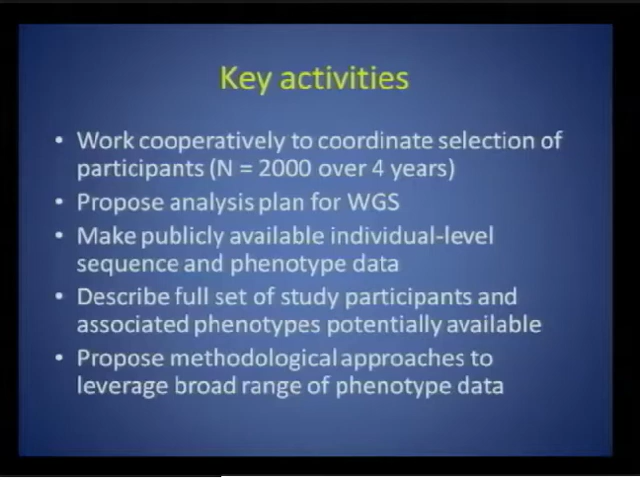 Key activities
• Work cooperatively to coordinate selection of
participants (N = 2000 over 4 years)
• Propose analysis plan for WGS
• Make publicly available individual-level
sequence and phenotype data
• Describe full set of study participants and
associated phenotypes potentially available
• Propose methodological approaches to
leverage broad range of phenotype data